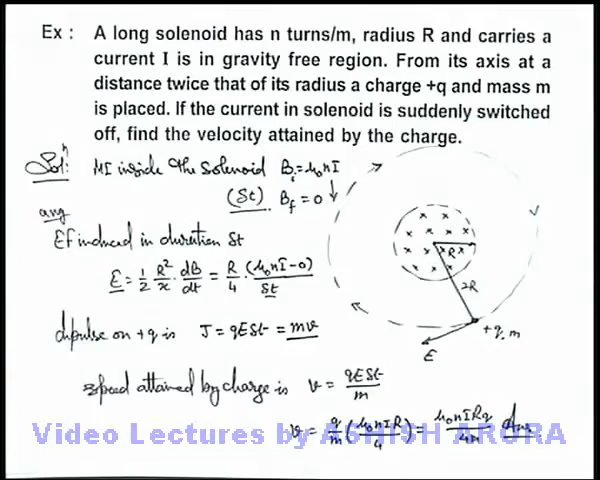 Ex : A long solenoid has n turns/m, radius R and carries a
current I is in gravity free region. From its axis at a
distance twice that of its radius a charge +q and mass m
is placed. If the current in solenoid is suddenly switched
off, find the velocity attained by the charge.
Solⁿ: MI inside the solenoid Bᵢ = μ₀nI
(δt) B_f = 0
avg
EF induced in duration δt
E = 1/2 · R²/x · dB/dt = R/4 · (μ₀nI-0)/δt
Impulse on +q is J = qEδt = mv
speed attained by charge is v = qEδt/m
v = q/m (μ₀nIR/4) = μ₀nIRq/4m Ans.
R
2R
+q, m
E
Video Lectures by ASHISH ARORA